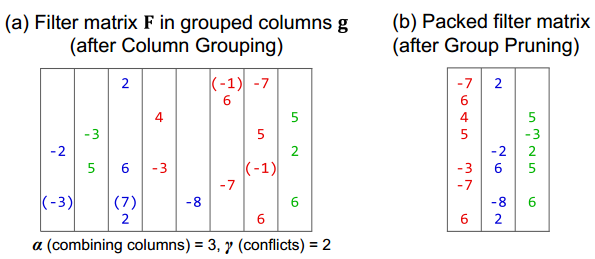 (a) Filter matrix F in grouped columns g
(after Column Grouping)
(b) Packed filter matrix
(after Group Pruning)
2 (-1) -7
6
4 5
-3 5
-2 2
5 6 -3 (-1)
-7
(-3) (7) -8 6
2 6
-7 2
6
4 5
5 -3
-2 2
-3 6 5
-7
-8 6
6 2
α (combining columns) = 3, γ (conflicts) = 2